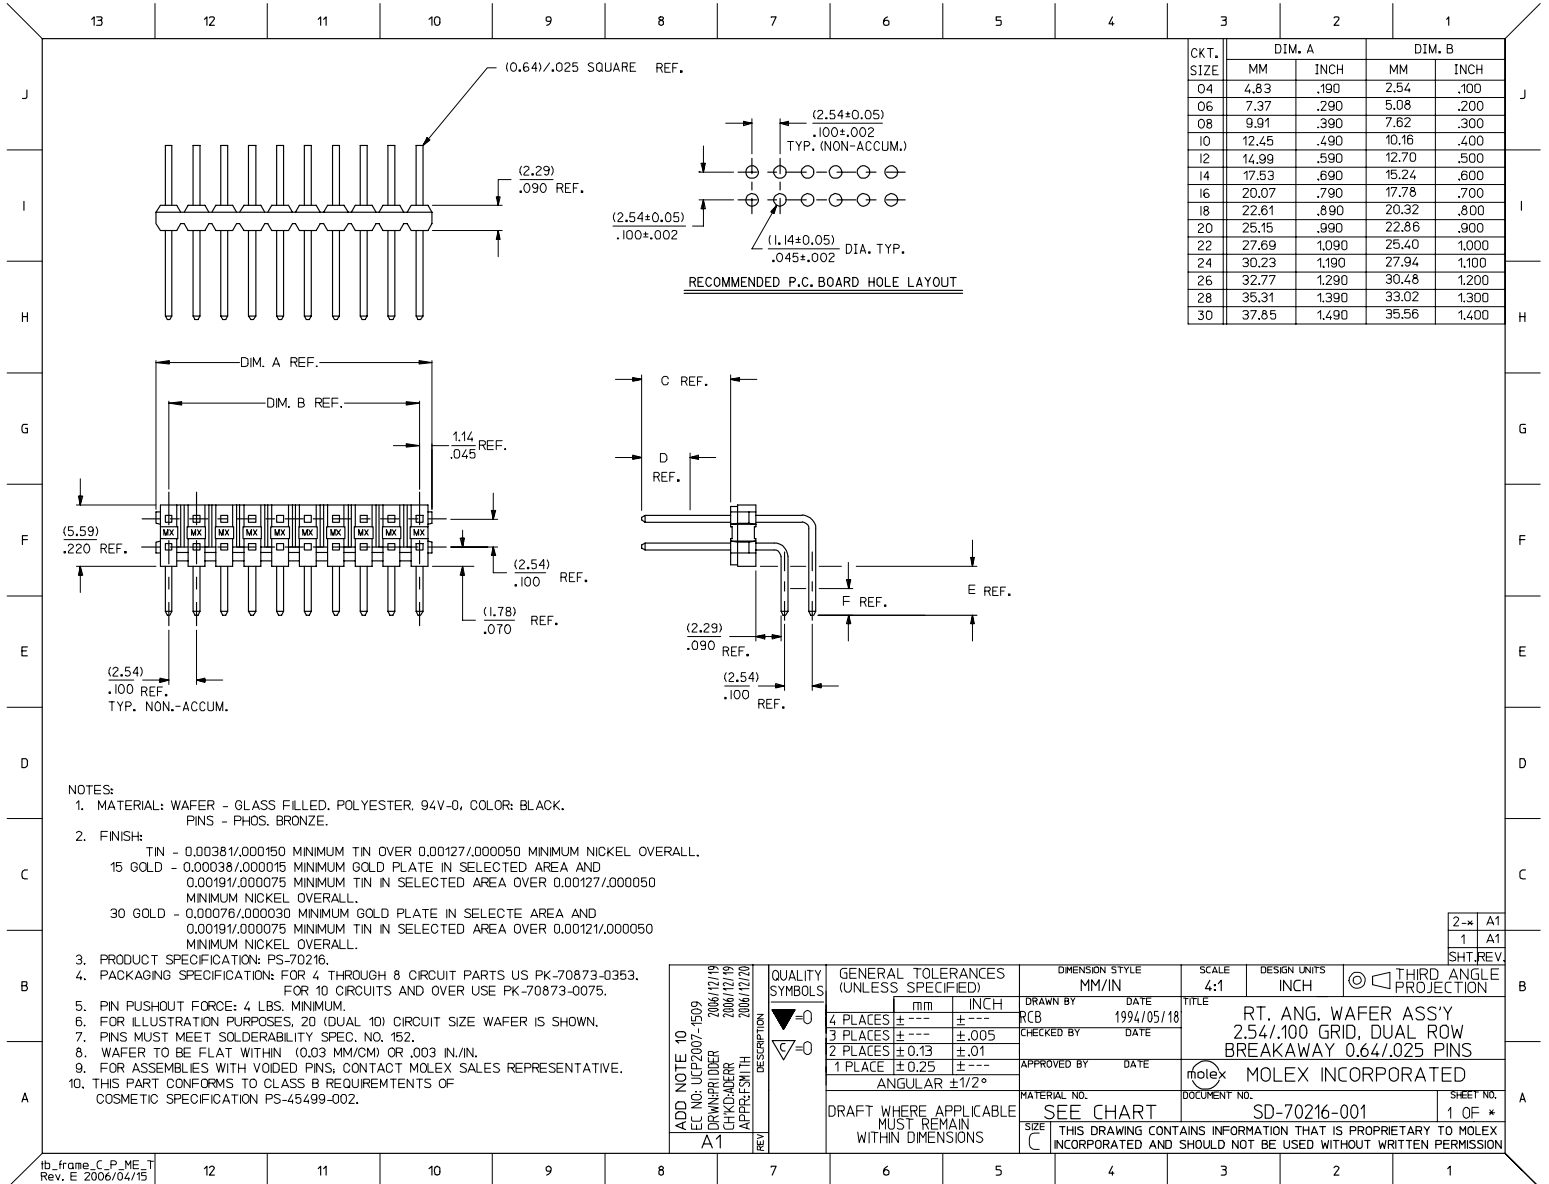 13 12 11 10 9 8 7 6 5 4 3 2 1
J
I
H
G
F
E
D
C
B
A
(0.64)/.025 SQUARE REF.
(2.29)
.090 REF.
(2.54±0.05)
.100±.002
TYP. (NON-ACCUM.)
(2.54±0.05)
.100±.002
(1.14±0.05)
.045±.002 DIA. TYP.
RECOMMENDED P.C. BOARD HOLE LAYOUT
CKT. SIZE DIM. A DIM. B
MM INCH MM INCH
04 4.83 .190 2.54 .100
06 7.37 .290 5.08 .200
08 9.91 .390 7.62 .300
10 12.45 .490 10.16 .400
12 14.99 .590 12.70 .500
14 17.53 .690 15.24 .600
16 20.07 .790 17.78 .700
18 22.61 .890 20.32 .800
20 25.15 .990 22.86 .900
22 27.69 1.090 25.40 1.000
24 30.23 1.190 27.94 1.100
26 32.77 1.290 30.48 1.200
28 35.31 1.390 33.02 1.300
30 37.85 1.490 35.56 1.400
DIM. A REF.
DIM. B REF.
1.14
.045 REF.
(5.59)
.220 REF.
MX MX MX MX MX MX MX MX MX MX
(2.54)
.100 REF.
(1.78)
.070 REF.
(2.54)
.100 REF.
TYP. NON.-ACCUM.
C REF.
D
REF.
E REF.
F REF.
(2.29)
.090 REF.
(2.54)
.100 REF.
NOTES:
1. MATERIAL: WAFER - GLASS FILLED. POLYESTER, 94V-0, COLOR: BLACK.
PINS - PHOS. BRONZE.
2. FINISH:
TIN - 0.00381/.000150 MINIMUM TIN OVER 0.00127/.000050 MINIMUM NICKEL OVERALL.
15 GOLD - 0.00038/.000015 MINIMUM GOLD PLATE IN SELECTED AREA AND
0.00191/.000075 MINIMUM TIN IN SELECTED AREA OVER 0.00127/.000050
MINIMUM NICKEL OVERALL.
30 GOLD - 0.00076/.000030 MINIMUM GOLD PLATE IN SELECTE AREA AND
0.00191/.000075 MINIMUM TIN IN SELECTED AREA OVER 0.00121/.000050
MINIMUM NICKEL OVERALL.
3. PRODUCT SPECIFICATION: PS-70216.
4. PACKAGING SPECIFICATION: FOR 4 THROUGH 8 CIRCUIT PARTS US PK-70873-0353.
FOR 10 CIRCUITS AND OVER USE PK-70873-0075.
5. PIN PUSHOUT FORCE: 4 LBS. MINIMUM.
6. FOR ILLUSTRATION PURPOSES, 20 (DUAL 10) CIRCUIT SIZE WAFER IS SHOWN.
7. PINS MUST MEET SOLDERABILITY SPEC. NO. 152.
8. WAFER TO BE FLAT WITHIN (0.03 MM/CM) OR .003 IN./IN.
9. FOR ASSEMBLIES WITH VOIDED PINS, CONTACT MOLEX SALES REPRESENTATIVE.
10. THIS PART CONFORMS TO CLASS B REQUIREMTENTS OF
COSMETIC SPECIFICATION PS-45499-002.
2-* A1
1 A1
SHT. REV.
ADD NOTE 10
EC NO: UCP2007-1509
DRWN:PRIDDER 2006/12/19
CH'KD:ADERR 2006/12/19
APPR:FSMITH 2006/12/20
A1
REV DESCRIPTION
QUALITY SYMBOLS
=0
C =0
GENERAL TOLERANCES
(UNLESS SPECIFIED)
mm INCH
4 PLACES ± --- ± ---
3 PLACES ± --- ± .005
2 PLACES ± 0.13 ± .01
1 PLACE ± 0.25 ± ---
ANGULAR ±1/2°
DRAFT WHERE APPLICABLE
MUST REMAIN
WITHIN DIMENSIONS
DIMENSION STYLE
MM/IN
SCALE
4:1
DESIGN UNITS
INCH
THIRD ANGLE
PROJECTION
DRAWN BY DATE
RCB 1994/05/18
CHECKED BY DATE
APPROVED BY DATE
TITLE
RT. ANG. WAFER ASS'Y
2.54/.100 GRID, DUAL ROW
BREAKAWAY 0.64/.025 PINS
molex MOLEX INCORPORATED
MATERIAL NO.
SEE CHART
DOCUMENT NO.
SD-70216-001
SHEET NO.
1 OF *
SIZE
C
THIS DRAWING CONTAINS INFORMATION THAT IS PROPRIETARY TO MOLEX
INCORPORATED AND SHOULD NOT BE USED WITHOUT WRITTEN PERMISSION
J
I
H
G
F
E
D
C
B
A
tb_frame_C_P_ME_T
Rev. E 2006/04/15
12 11 10 9 8 7 6 5 4 3 2 1